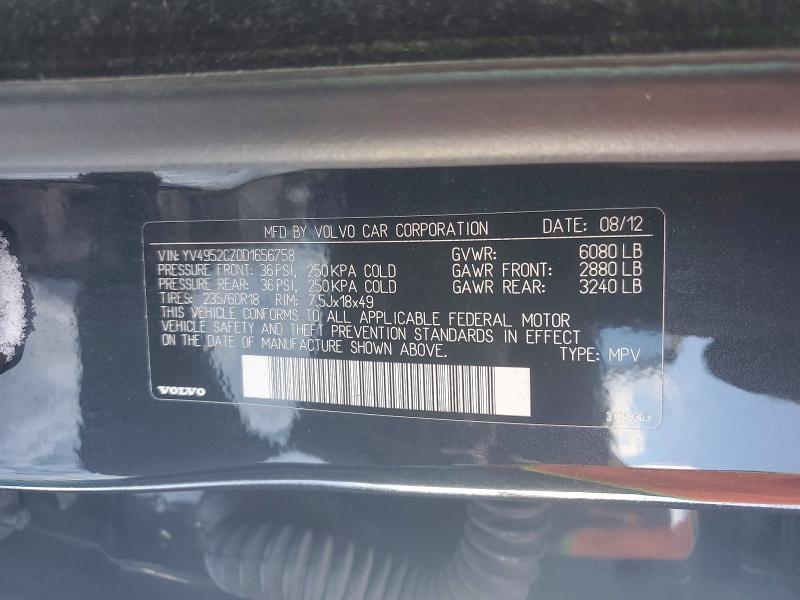 MFD BY VOLVO CAR CORPORATION DATE: 08/12
VIN: YV4952CZ0D1656758 GVWR: 6080 LB
PRESSURE FRONT: 36 PSI, 250 KPA COLD GAWR FRONT: 2880 LB
PRESSURE REAR: 36 PSI, 250 KPA COLD GAWR REAR: 3240 LB
TIRES: 235/60R18 RIM: 7,5Jx18x49
THIS VEHICLE CONFORMS TO ALL APPLICABLE FEDERAL MOTOR
VEHICLE SAFETY AND THEFT PREVENTION STANDARDS IN EFFECT
ON THE DATE OF MANUFACTURE SHOWN ABOVE. TYPE: MPV
VOLVO